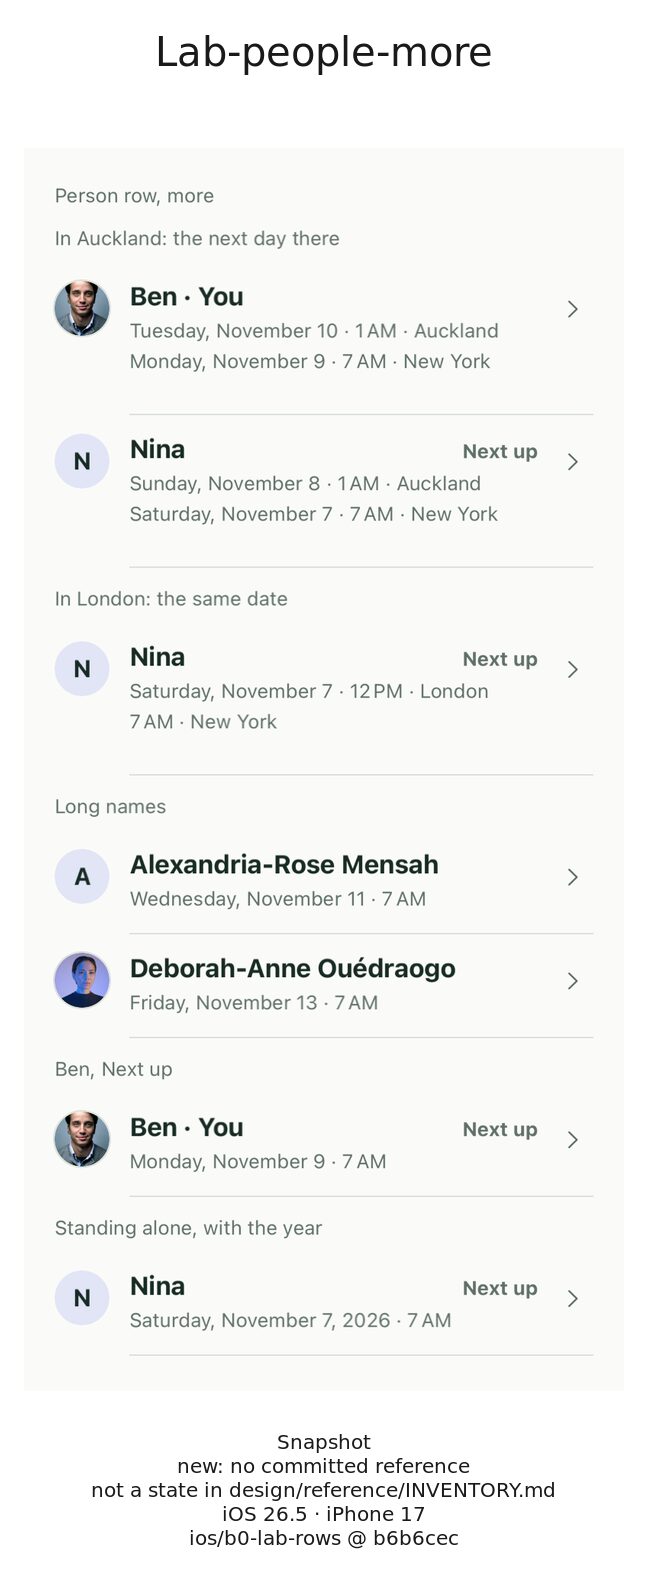 Lab-people-more
Person row, more
In Auckland: the next day there
Ben · You
Tuesday, November 10 · 1 AM · Auckland
Monday, November 9 · 7 AM · New York
N
Nina
Next up
Sunday, November 8 · 1 AM · Auckland
Saturday, November 7 · 7 AM · New York
In London: the same date
N
Nina
Next up
Saturday, November 7 · 12 PM · London
7 AM · New York
Long names
A
Alexandria-Rose Mensah
Wednesday, November 11 · 7 AM
Deborah-Anne Ouédraogo
Friday, November 13 · 7 AM
Ben, Next up
Ben · You
Next up
Monday, November 9 · 7 AM
Standing alone, with the year
N
Nina
Next up
Saturday, November 7, 2026 · 7 AM
Snapshot
new: no committed reference
not a state in design/reference/INVENTORY.md
iOS 26.5 · iPhone 17
ios/b0-lab-rows @ b6b6cec